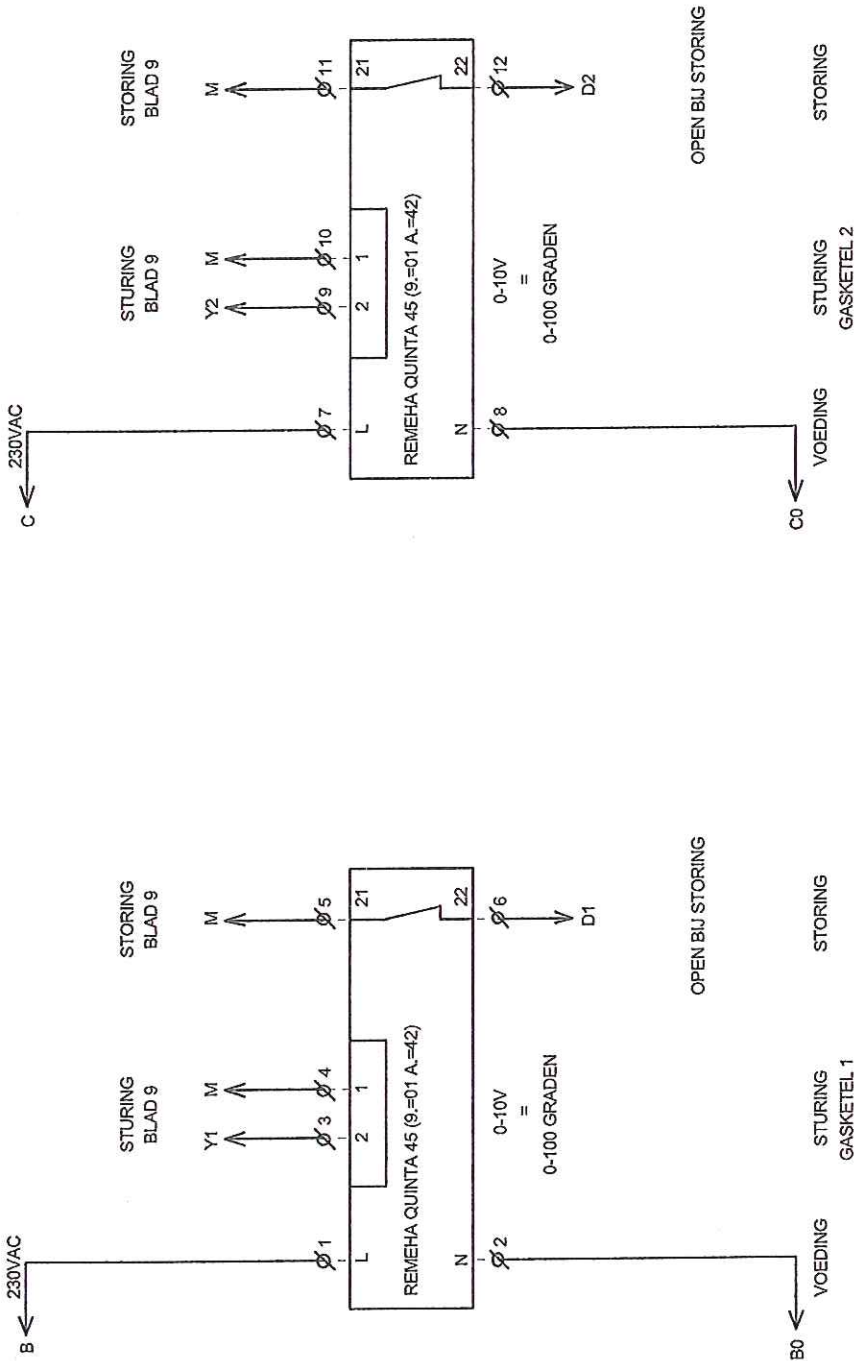 B
230VAC
1
L
N
2
B0
VOEDING
STURING
BLAD 9
Y1
M
3
4
2
1
REMEHA QUINTA 45 (9.=01 A.=42)
0-10V
=
0-100 GRADEN
STURING
GASKETEL 1
STORING
BLAD 9
M
5
21
22
6
D1
OPEN BIJ STORING
STORING
C
230VAC
7
L
N
8
C0
VOEDING
STURING
BLAD 9
Y2
M
9
10
2
1
REMEHA QUINTA 45 (9.=01 A.=42)
0-10V
=
0-100 GRADEN
STURING
GASKETEL 2
STORING
BLAD 9
M
11
21
22
12
D2
OPEN BIJ STORING
STORING